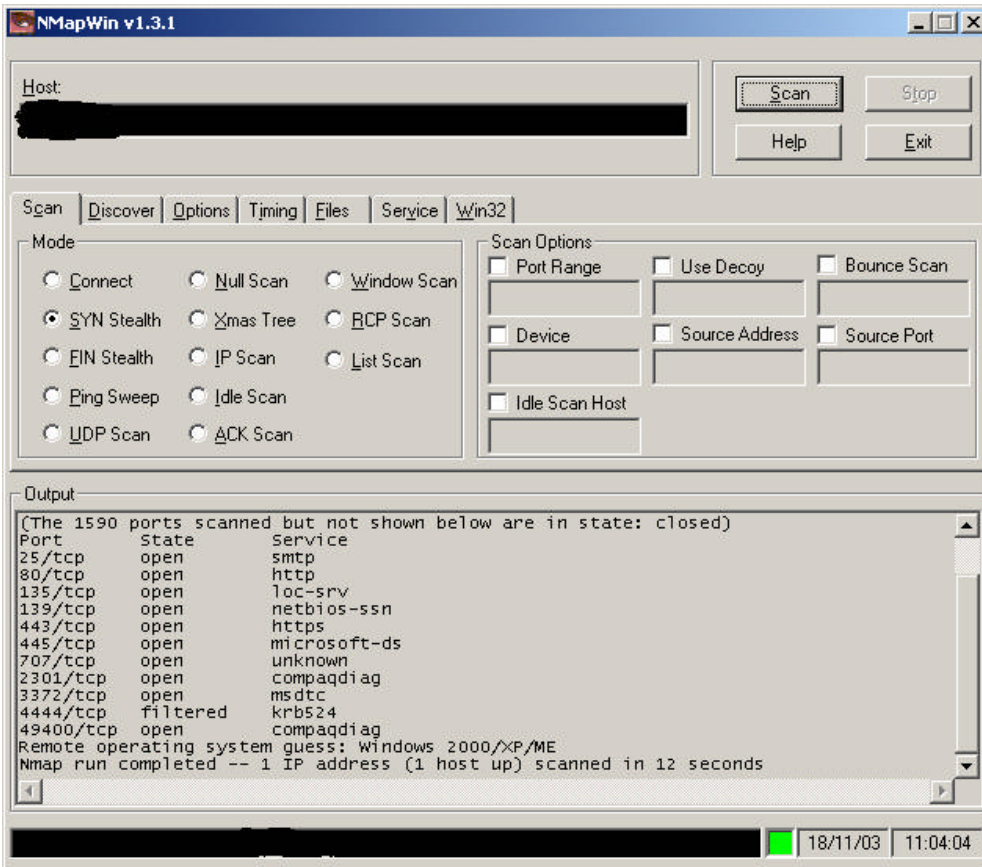 NMapWin v1.3.1
Host:
Scan Stop
Help Exit
Scan Discover Options Timing Files Service Win32
Mode
Connect Null Scan Window Scan
SYN Stealth Xmas Tree RCP Scan
FIN Stealth IP Scan List Scan
Ping Sweep Idle Scan
UDP Scan ACK Scan
Scan Options
Port Range Use Decoy Bounce Scan
Device Source Address Source Port
Idle Scan Host
Output
(The 1590 ports scanned but not shown below are in state: closed)
Port State Service
25/tcp open smtp
80/tcp open http
135/tcp open loc-srv
139/tcp open netbios-ssn
443/tcp open https
445/tcp open microsoft-ds
707/tcp open unknown
2301/tcp open compaqdiag
3372/tcp open msdtc
4444/tcp filtered krb524
49400/tcp open compaqdiag
Remote operating system guess: Windows 2000/XP/ME
Nmap run completed -- 1 IP address (1 host up) scanned in 12 seconds
18/11/03 11:04:04